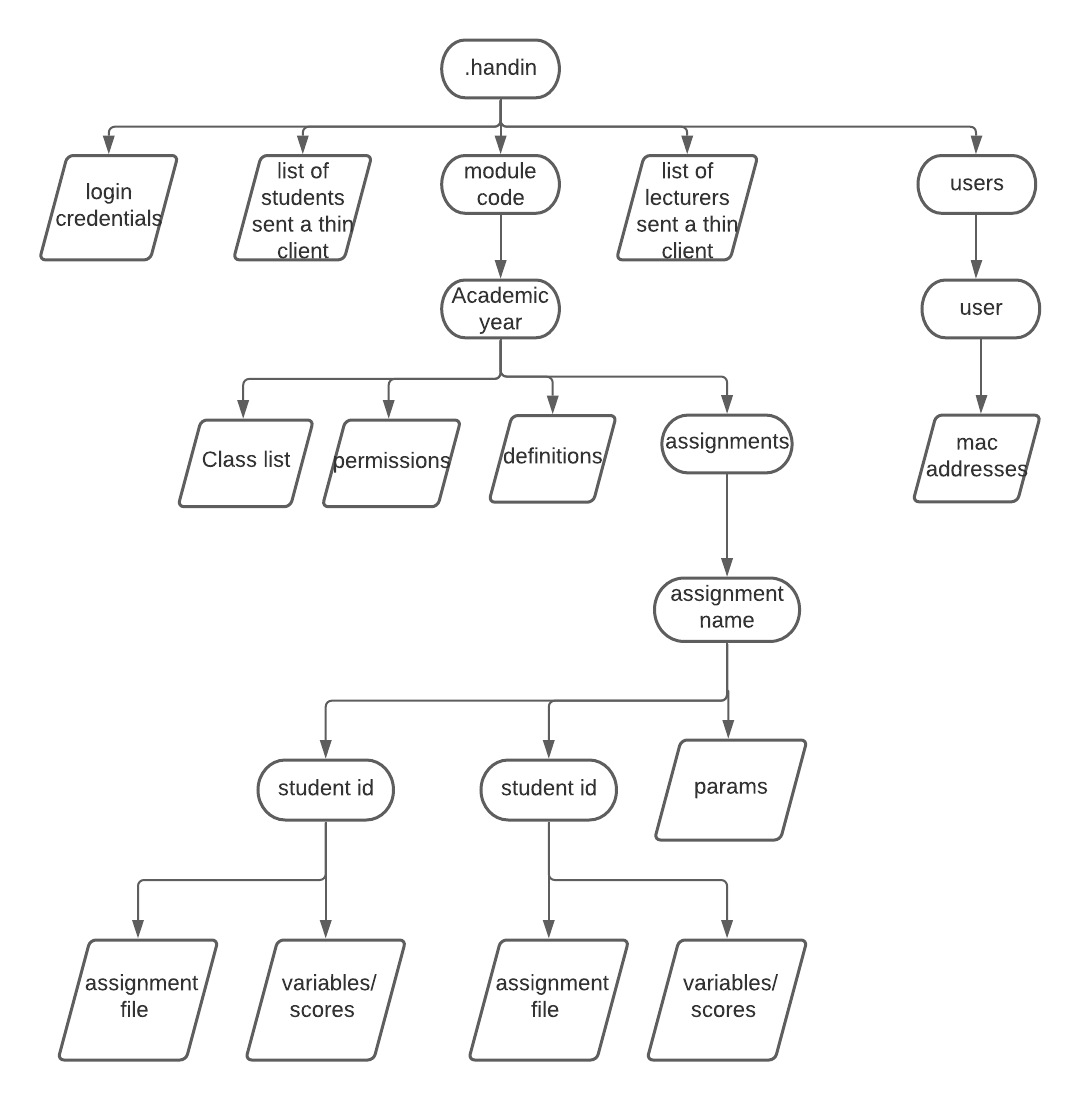 .handin
login
credentials
list of
students
sent a thin
client
module
code
list of
lecturers
sent a thin
client
users
Academic
year
user
Class list
permissions
definitions
assignments
mac
addresses
assignment
name
student id
student id
params
assignment
file
variables/
scores
assignment
file
variables/
scores